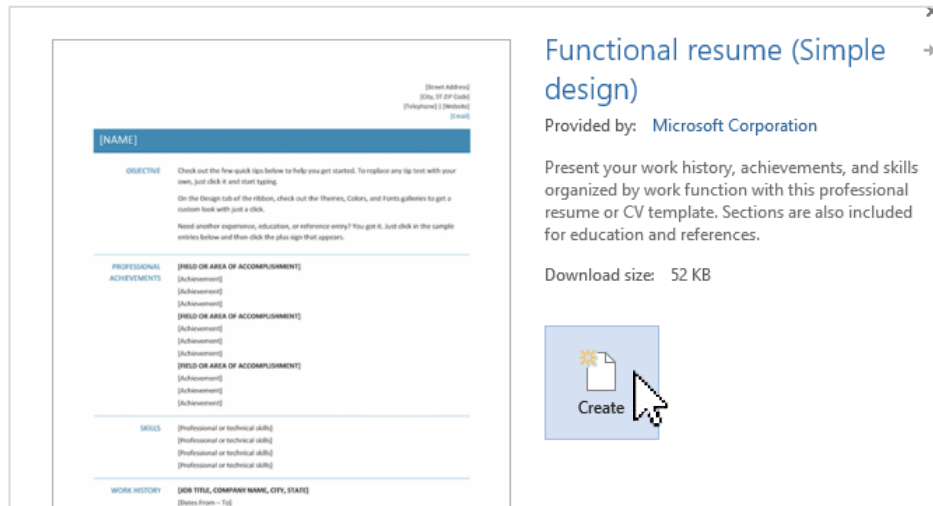 [Street Address]
[City, ST ZIP Code]
[Telephone] | [Website]
[Email]
[NAME]
OBJECTIVE
Check out the few quick tips below to help you get started. To replace any tip text with your
own, just click it and start typing.
On the Design tab of the ribbon, check out the Themes, Colors, and Fonts galleries to get a
custom look with just a click.
Need another experience, education, or reference entry? You got it. Just click in the sample
entries below and then click the plus sign that appears.
PROFESSIONAL
ACHIEVEMENTS
[FIELD OR AREA OF ACCOMPLISHMENT]
[Achievement]
[Achievement]
[Achievement]
[FIELD OR AREA OF ACCOMPLISHMENT]
[Achievement]
[Achievement]
[Achievement]
[FIELD OR AREA OF ACCOMPLISHMENT]
[Achievement]
[Achievement]
[Achievement]
SKILLS
[Professional or technical skills]
[Professional or technical skills]
[Professional or technical skills]
[Professional or technical skills]
WORK HISTORY
[JOB TITLE, COMPANY NAME, CITY, STATE]
[Dates From – To]
Functional resume (Simple
design)
Provided by: Microsoft Corporation
Present your work history, achievements, and skills
organized by work function with this professional
resume or CV template. Sections are also included
for education and references.
Download size: 52 KB
Create